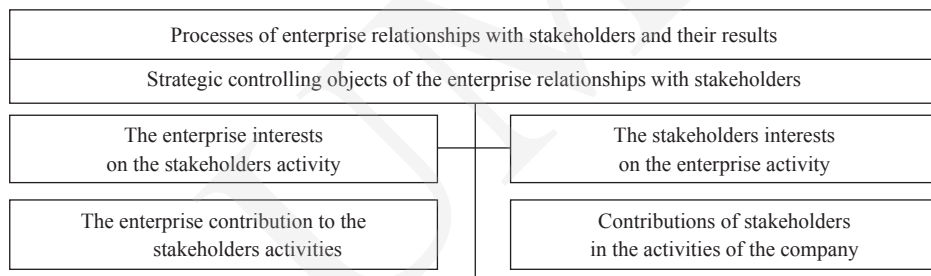 Processes of enterprise relationships with stakeholders and their results
Strategic controlling objects of the enterprise relationships with stakeholders
The enterprise interests
on the stakeholders activity
The stakeholders interests
on the enterprise activity
The enterprise contribution to the
stakeholders activities
Contributions of stakeholders
in the activities of the company